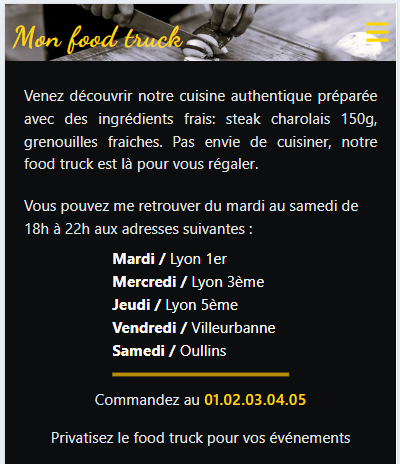 Mon food truck
Venez découvrir notre cuisine authentique préparée
avec des ingrédients frais: steak charolais 150g,
grenouilles fraiches. Pas envie de cuisiner, notre
food truck est là pour vous régaler.
Vous pouvez me retrouver du mardi au samedi de
18h à 22h aux adresses suivantes :
Mardi / Lyon 1er
Mercredi / Lyon 3ème
Jeudi / Lyon 5ème
Vendredi / Villeurbanne
Samedi / Oullins
Commandez au 01.02.03.04.05
Privatisez le food truck pour vos événements